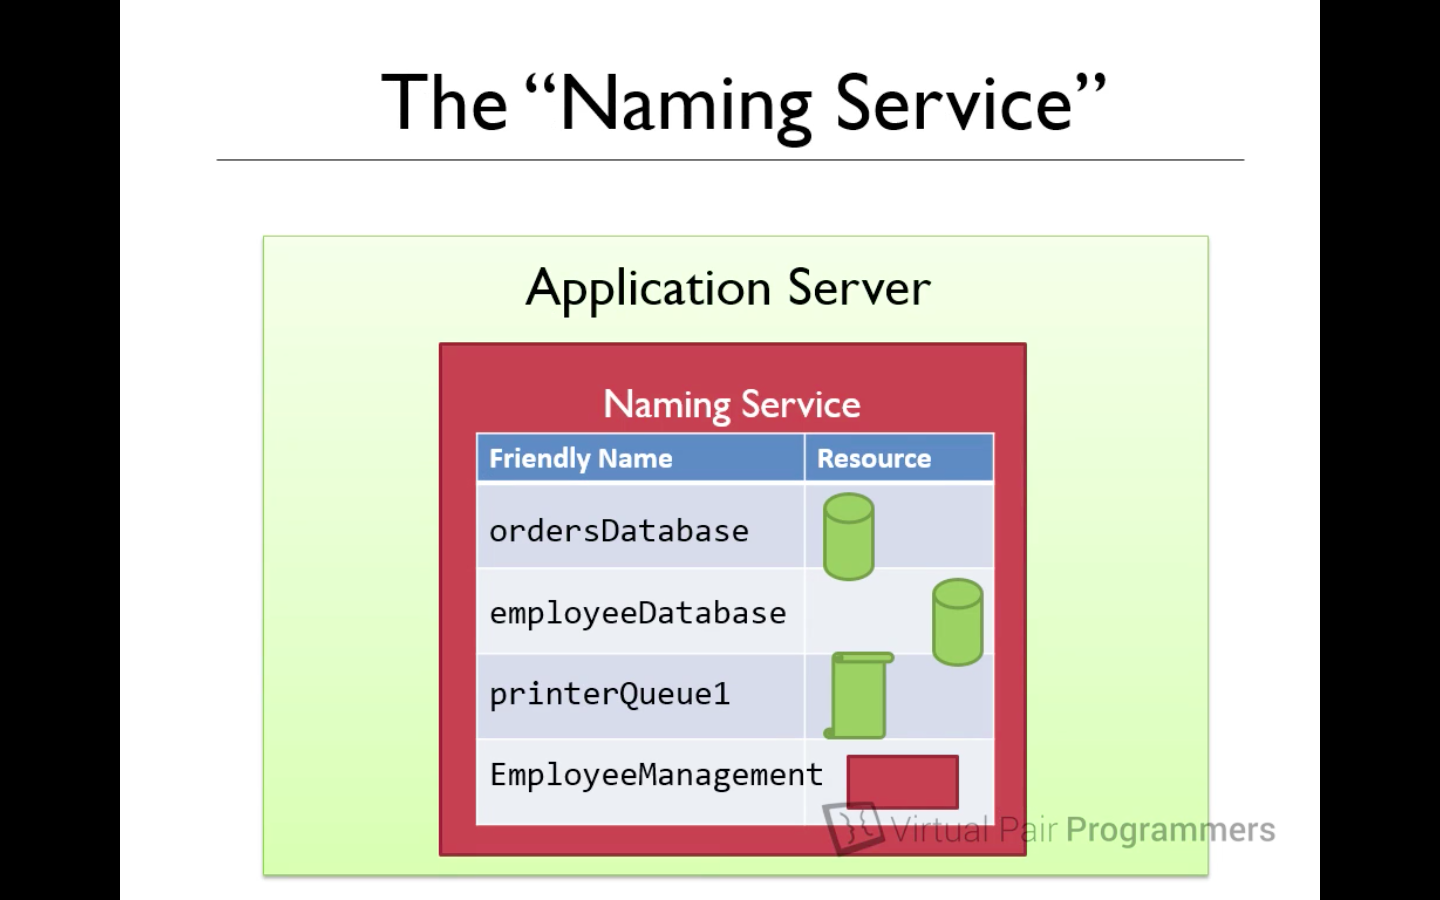 The “Naming Service”
Application Server
Naming Service
Friendly Name Resource
ordersDatabase
employeeDatabase
printerQueue1
EmployeeManagement
Virtual Pair Programmers